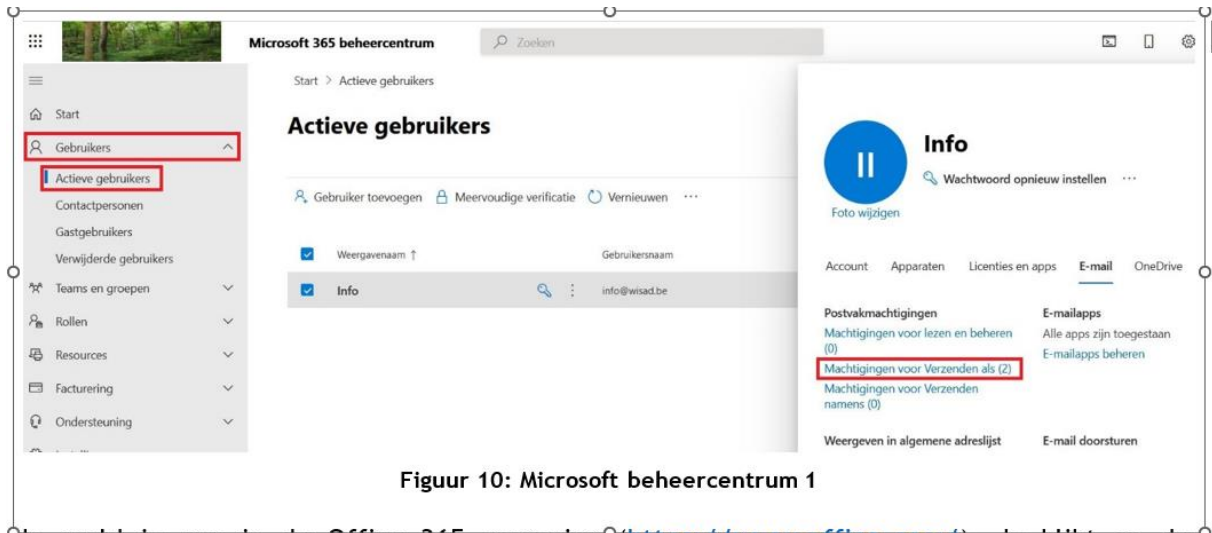 Microsoft 365 beheercentrum
Zoeken
Start > Actieve gebruikers
Start
Gebruikers
Actieve gebruikers
Contactpersonen
Gastgebruikers
Verwijderde gebruikers
Teams en groepen
Rollen
Resources
Facturering
Ondersteuning
Actieve gebruikers
Gebruiker toevoegen
Meervoudige verificatie
Vernieuwen
Weergavenaam ↑
Gebruikersnaam
Info
info@wisad.be
II
Info
Wachtwoord opnieuw instellen
Foto wijzigen
Account
Apparaten
Licenties en apps
E-mail
OneDrive
Postvakmachtigingen
Machtigingen voor lezen en beheren
(0)
Machtigingen voor Verzenden als (2)
Machtigingen voor Verzenden
namens (0)
Weergeven in algemene adreslijst
E-mailapps
Alle apps zijn toegestaan
E-mailapps beheren
E-mail doorsturen
Figuur 10: Microsoft beheercentrum 1